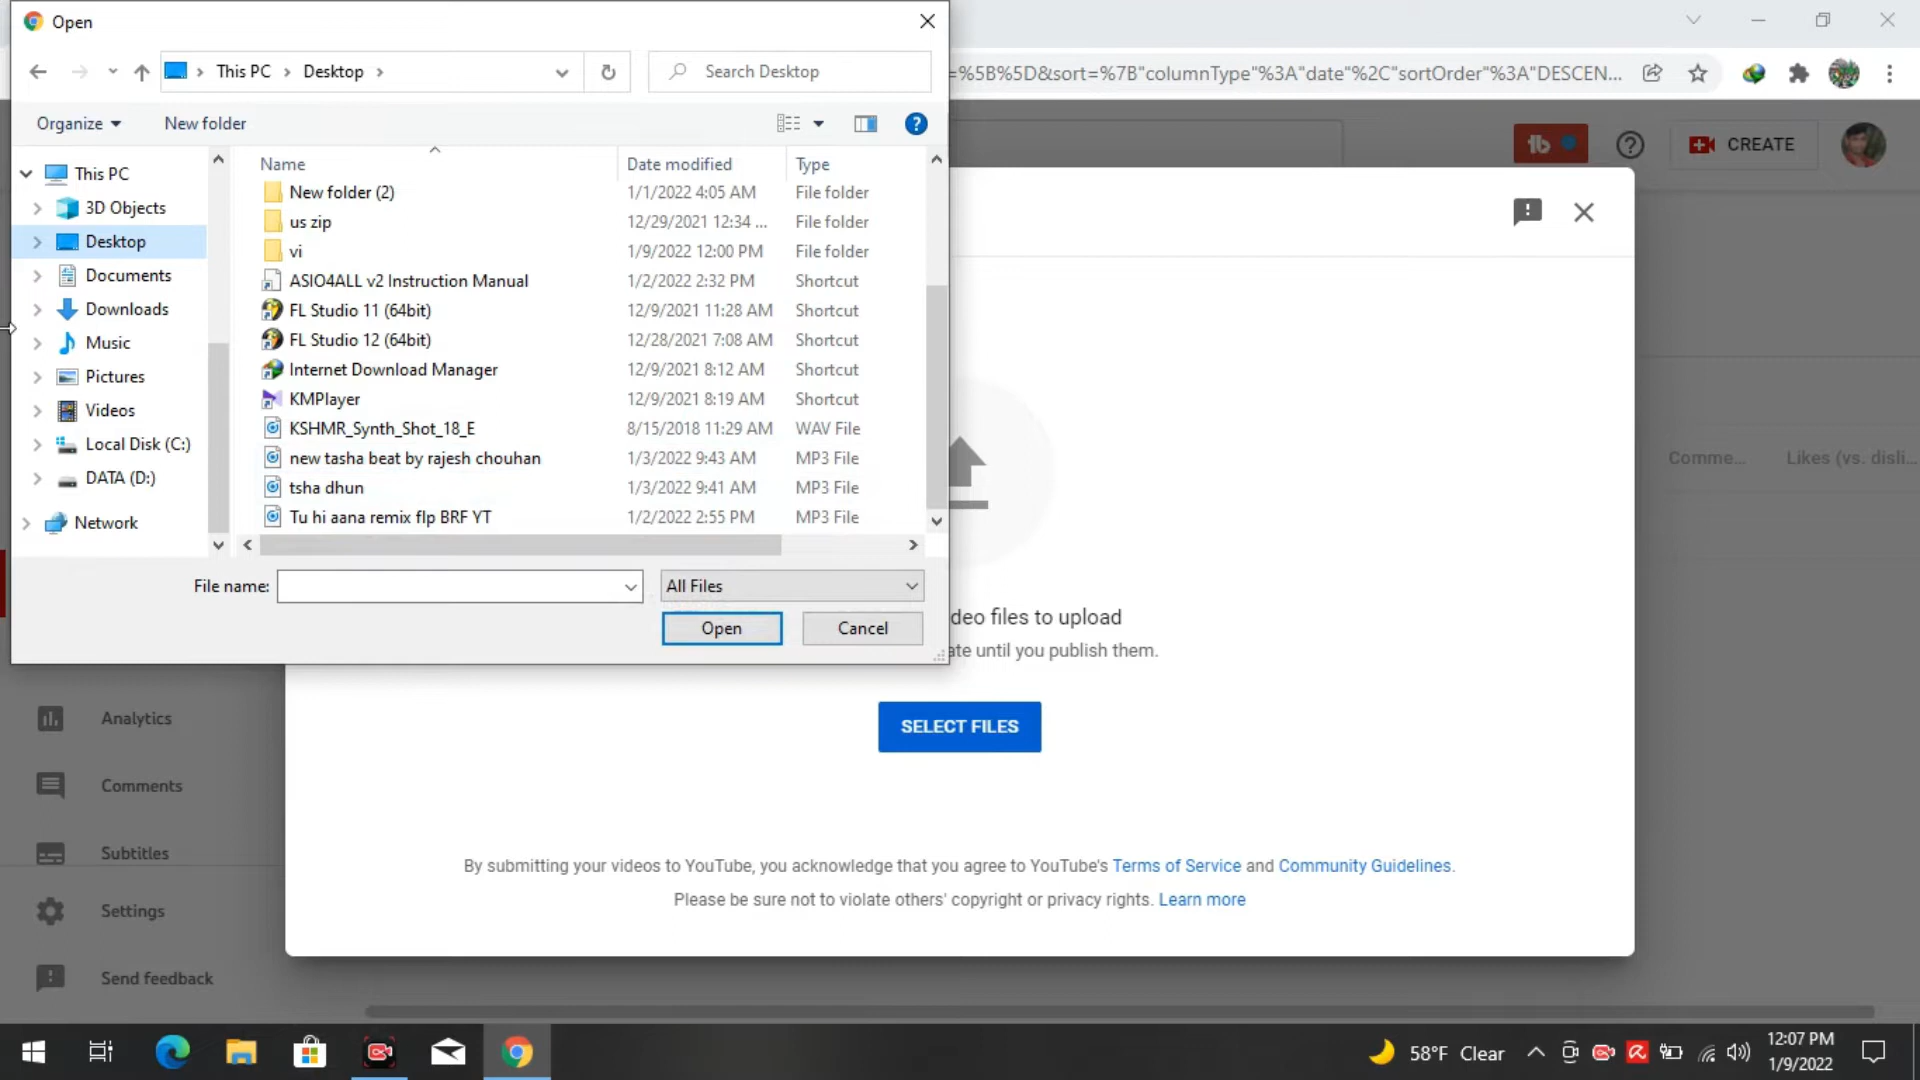 Open
This PC
Desktop
Search Desktop
=%5B%5D&sort=%7B"columnType"%3A"date"%2C"sortOrder"%3A"DESCEN...
Organize
New folder
CREATE
This PC
3D Objects
Desktop
Documents
Downloads
Music
Pictures
Videos
Local Disk (C:)
DATA (D:)
Network
Name Date modified Type
New folder (2) 1/1/2022 4:05 AM File folder
us zip 12/29/2021 12:34 ... File folder
vi 1/9/2022 12:00 PM File folder
ASIO4ALL v2 Instruction Manual 1/2/2022 2:32 PM Shortcut
FL Studio 11 (64bit) 12/9/2021 11:28 AM Shortcut
FL Studio 12 (64bit) 12/28/2021 7:08 AM Shortcut
Internet Download Manager 12/9/2021 8:12 AM Shortcut
KMPlayer 12/9/2021 8:19 AM Shortcut
KSHMR_Synth_Shot_18_E 8/15/2018 11:29 AM WAV File
new tasha beat by rajesh chouhan 1/3/2022 9:43 AM MP3 File
tsha dhun 1/3/2022 9:41 AM MP3 File
Tu hi aana remix flp BRF YT 1/2/2022 2:55 PM MP3 File
Comme... Likes (vs. disli...
File name:
All Files
Open
Cancel
deo files to upload
ate until you publish them.
SELECT FILES
By submitting your videos to YouTube, you acknowledge that you agree to YouTube's Terms of Service and Community Guidelines.
Please be sure not to violate others' copyright or privacy rights. Learn more
Analytics
Comments
Subtitles
Settings
Send feedback
58°F Clear
12:07 PM
1/9/2022